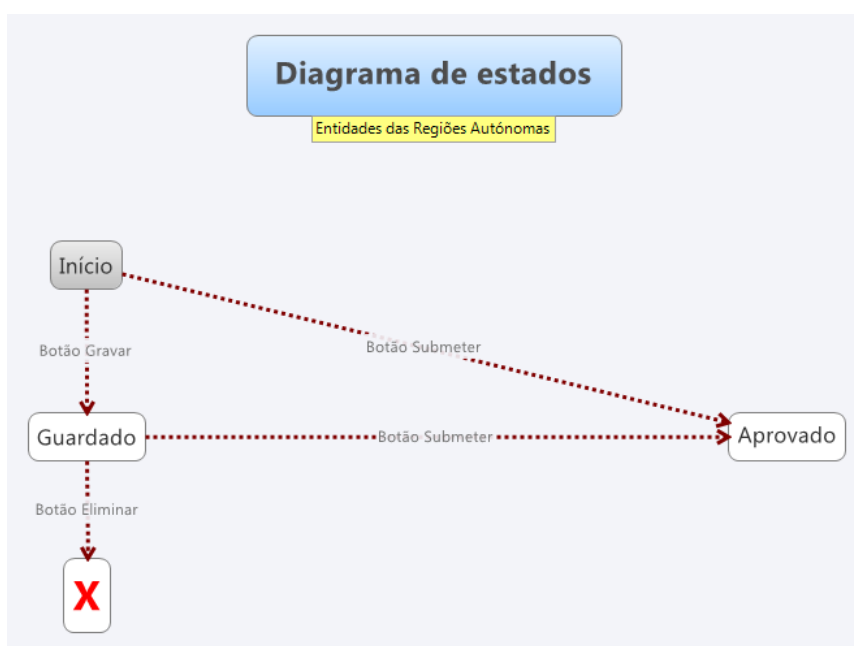 Diagrama de estados
Entidades das Regiões Autónomas
Início
Botão Gravar
Botão Submeter
Guardado
Botão Submeter
Aprovado
Botão Eliminar
X